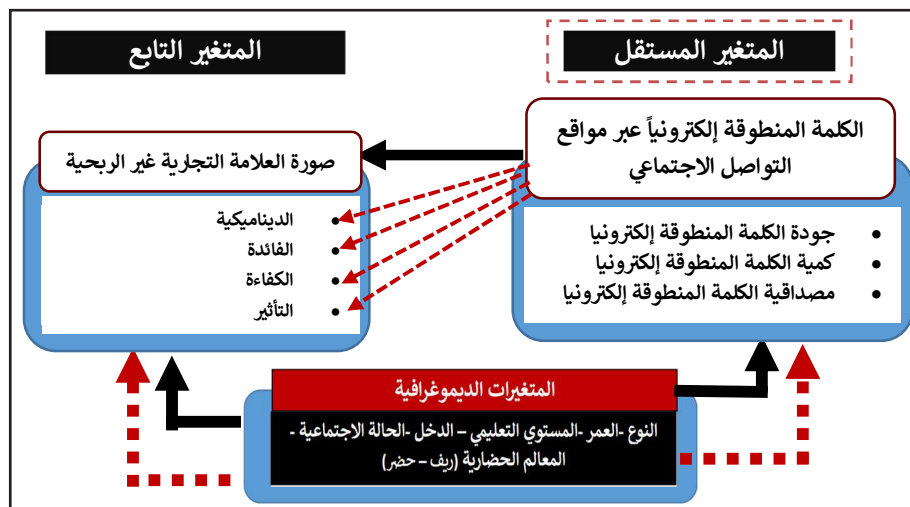 المتغير المستقل
المتغير التابع
الكلمة المنطوقة إلكترونياً عبر مواقع
التواصل الاجتماعي
صورة العلامة التجارية غير الربحية
• جودة الكلمة المنطوقة إلكترونيا
• كمية الكلمة المنطوقة إلكترونيا
• مصداقية الكلمة المنطوقة إلكترونيا
• الديناميكية
• الفائدة
• الكفاءة
• التأثير
المتغيرات الديموغرافية
النوع -العمر -المستوي التعليمي – الدخل -الحالة الاجتماعية -
المعالم الحضارية (ريف – حضر)